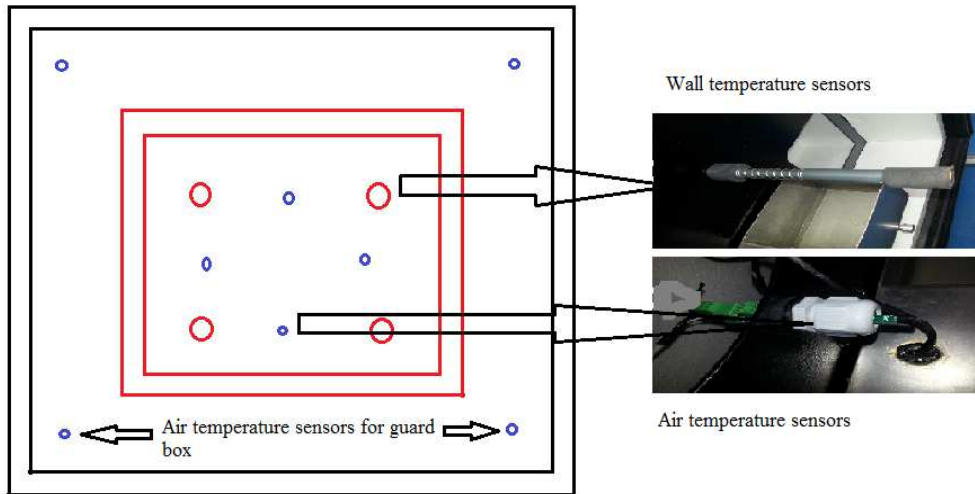 Wall temperature sensors
Air temperature sensors for guard
box
Air temperature sensors